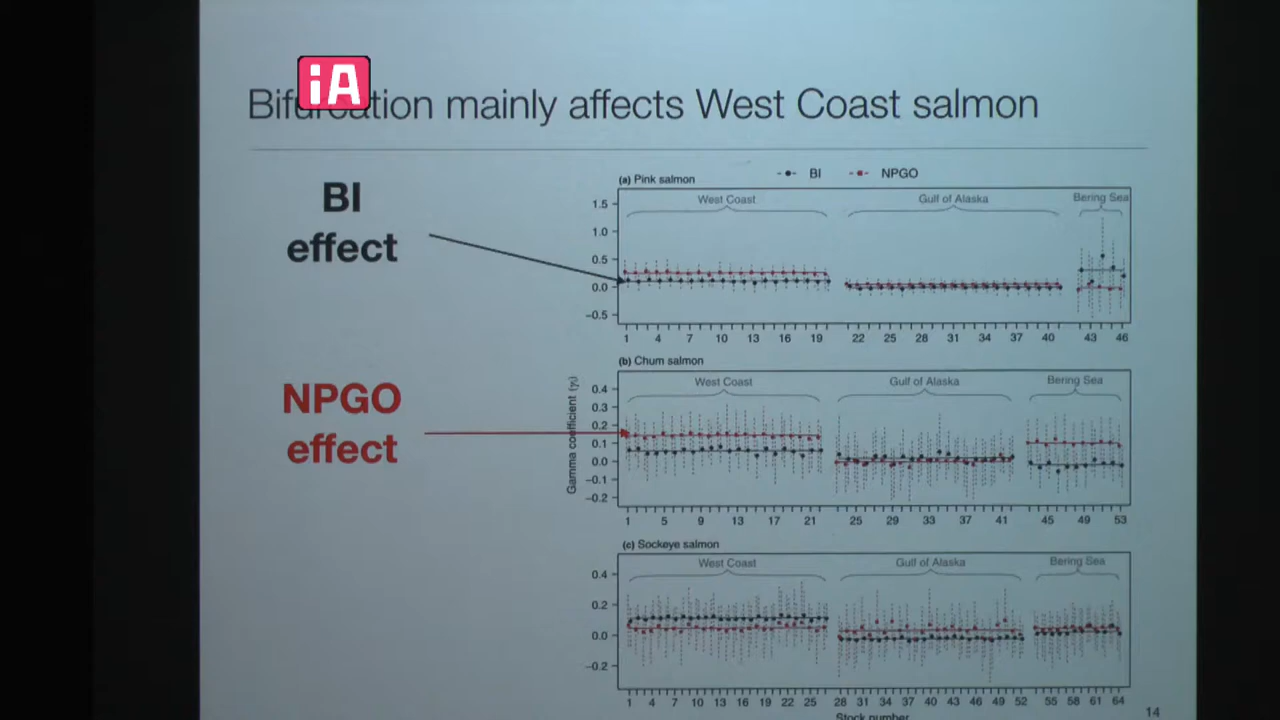 iA
Bifurcation mainly affects West Coast salmon
BI
effect
NPGO
effect
BI NPGO
(a) Pink salmon
West Coast Gulf of Alaska Bering Sea
1.5
1.0
0.5
0.0
−0.5
1 4 7 10 13 16 19 22 25 28 31 34 37 40 43 46
(b) Chum salmon
West Coast Gulf of Alaska Bering Sea
0.4
0.3
0.2
0.1
0.0
−0.1
−0.2
Gamma coefficient (γᵢ)
1 5 9 13 17 21 25 29 33 37 41 45 49 53
(c) Sockeye salmon
West Coast Gulf of Alaska Bering Sea
0.4
0.2
0.0
−0.2
1 4 7 10 13 16 19 22 25 28 31 34 37 40 43 46 49 52 55 58 61 64
Stock number
14